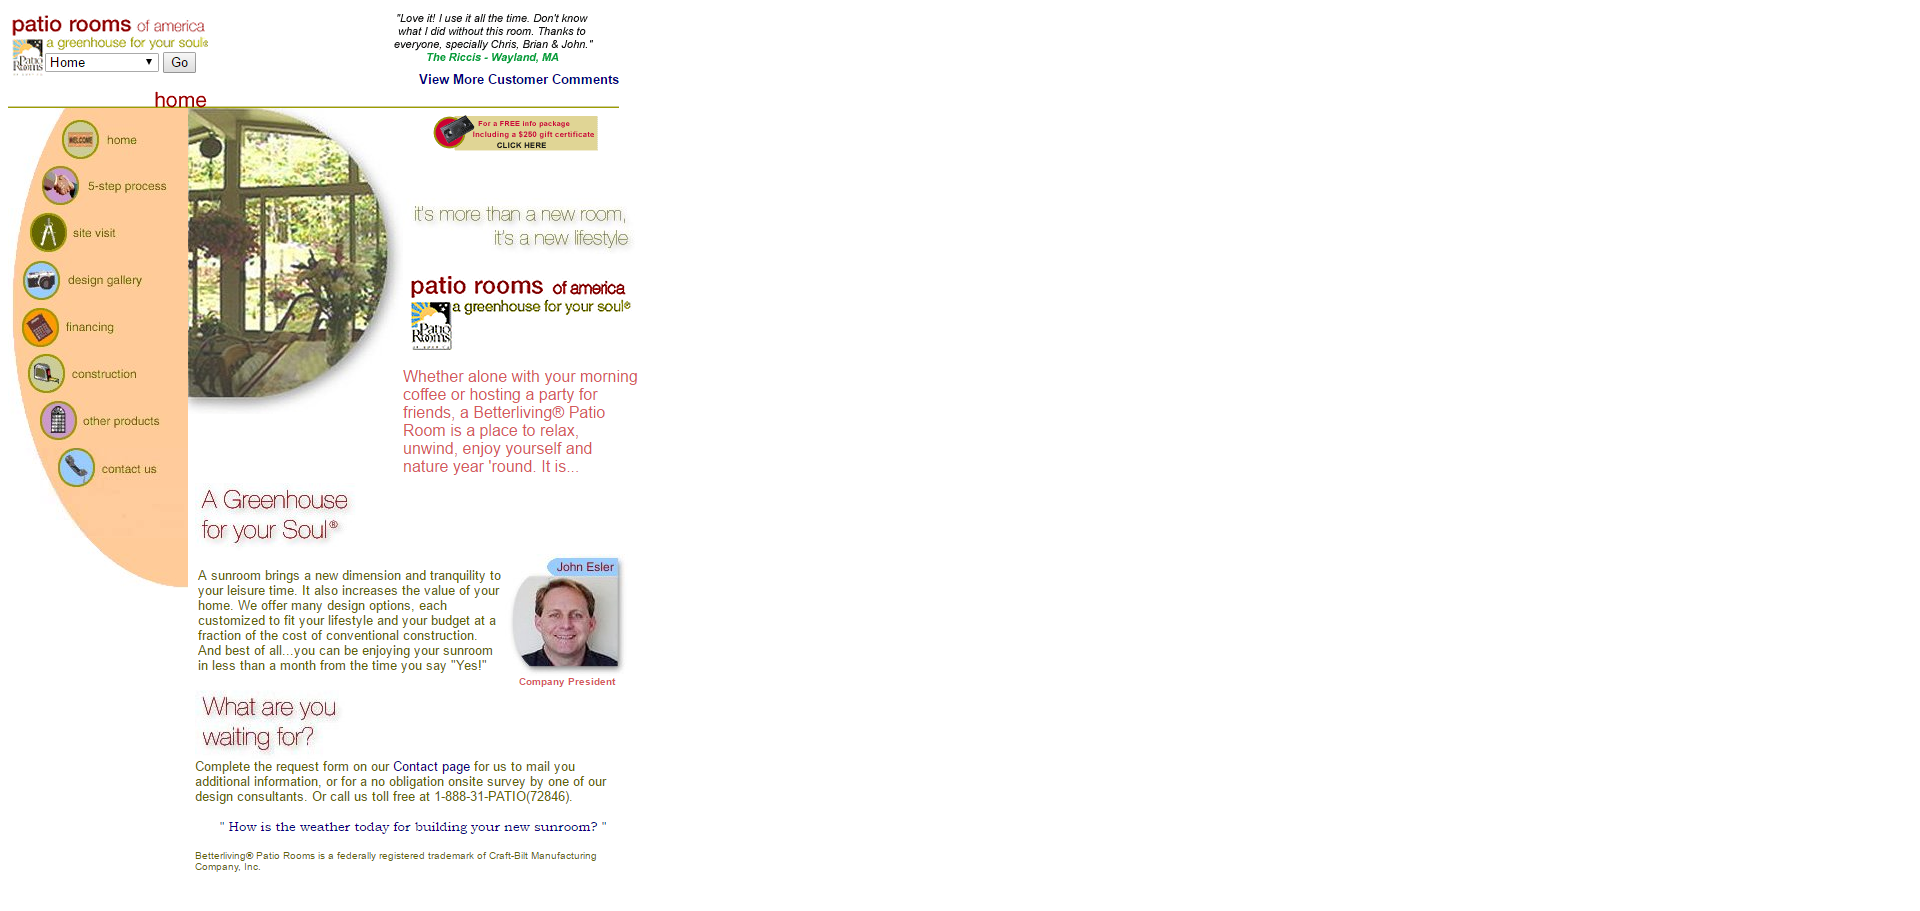 patio rooms of america
a greenhouse for your soul®
Patio
Rooms
Home
Go
"Love it! I use it all the time. Don't know
what I did without this room. Thanks to
everyone, specially Chris, Brian & John."
The Riccis - Wayland, MA
View More Customer Comments
home
home
5-step process
site visit
design gallery
financing
construction
other products
contact us
WELCOME
For a FREE info package
Including a $250 gift certificate
CLICK HERE
it's more than a new room,
it's a new lifestyle
patio rooms of america
a greenhouse for your soul®
Patio
Rooms
Whether alone with your morning
coffee or hosting a party for
friends, a Betterliving® Patio
Room is a place to relax,
unwind, enjoy yourself and
nature year 'round. It is...
A Greenhouse
for your Soul®
A sunroom brings a new dimension and tranquility to
your leisure time. It also increases the value of your
home. We offer many design options, each
customized to fit your lifestyle and your budget at a
fraction of the cost of conventional construction.
And best of all...you can be enjoying your sunroom
in less than a month from the time you say "Yes!"
John Esler
Company President
What are you
waiting for?
Complete the request form on our Contact page for us to mail you
additional information, or for a no obligation onsite survey by one of our
design consultants. Or call us toll free at 1-888-31-PATIO(72846).
" How is the weather today for building your new sunroom? "
Betterliving® Patio Rooms is a federally registered trademark of Craft-Bilt Manufacturing
Company, Inc.